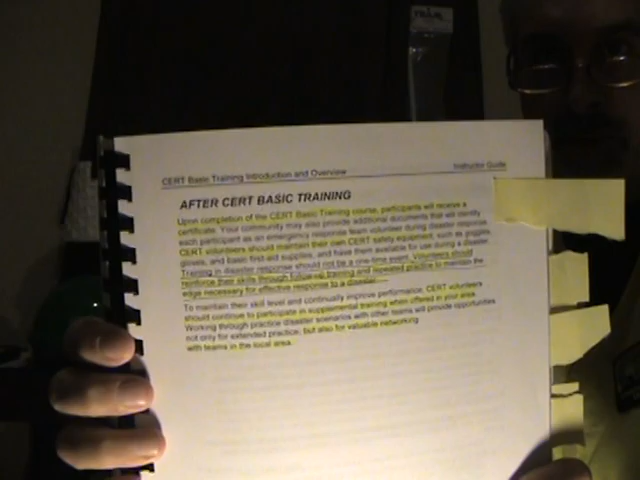 CERT Basic Training Introduction and Overview Instructor Guide
AFTER CERT BASIC TRAINING
Upon completion of the CERT Basic Training course, participants will receive a
certificate. Your community may also provide additional documents that will identify
each participant as an emergency response team volunteer during disaster response.
CERT volunteers should maintain their own CERT safety equipment, such as goggles,
gloves, and basic first-aid supplies, and have them available for use during a disaster.
Training in disaster response should not be a one-time event. Volunteers should
reinforce their skills through follow-up training and repeated practice to maintain the
edge necessary for effective response to a disaster.
To maintain their skill level and continually improve performance, CERT volunteers
should continue to participate in supplemental training when offered in your area.
Working through practice disaster scenarios with other teams will provide opportunities
not only for extended practice, but also for valuable networking
with teams in the local area.